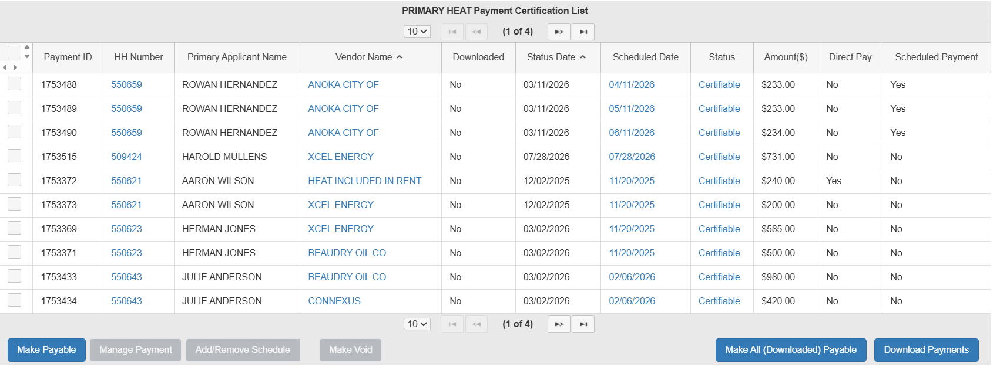 PRIMARY HEAT Payment Certification List
10 (1 of 4)
Payment ID HH Number Primary Applicant Name Vendor Name Downloaded Status Date Scheduled Date Status Amount($) Direct Pay Scheduled Payment
1753488 550659 ROWAN HERNANDEZ ANOKA CITY OF No 03/11/2026 04/11/2026 Certifiable $233.00 No Yes
1753489 550659 ROWAN HERNANDEZ ANOKA CITY OF No 03/11/2026 05/11/2026 Certifiable $233.00 No Yes
1753490 550659 ROWAN HERNANDEZ ANOKA CITY OF No 03/11/2026 06/11/2026 Certifiable $234.00 No Yes
1753515 509424 HAROLD MULLENS XCEL ENERGY No 07/28/2026 07/28/2026 Certifiable $731.00 No No
1753372 550621 AARON WILSON HEAT INCLUDED IN RENT No 12/02/2025 11/20/2025 Certifiable $240.00 Yes No
1753373 550621 AARON WILSON XCEL ENERGY No 12/02/2025 11/20/2025 Certifiable $200.00 No No
1753369 550623 HERMAN JONES XCEL ENERGY No 03/02/2026 11/20/2025 Certifiable $585.00 No No
1753371 550623 HERMAN JONES BEAUDRY OIL CO No 03/02/2026 11/20/2025 Certifiable $500.00 No No
1753433 550643 JULIE ANDERSON BEAUDRY OIL CO No 03/02/2026 02/06/2026 Certifiable $980.00 No No
1753434 550643 JULIE ANDERSON CONNEXUS No 03/02/2026 02/06/2026 Certifiable $420.00 No No
10 (1 of 4)
Make Payable Manage Payment Add/Remove Schedule Make Void Make All (Downloaded) Payable Download Payments